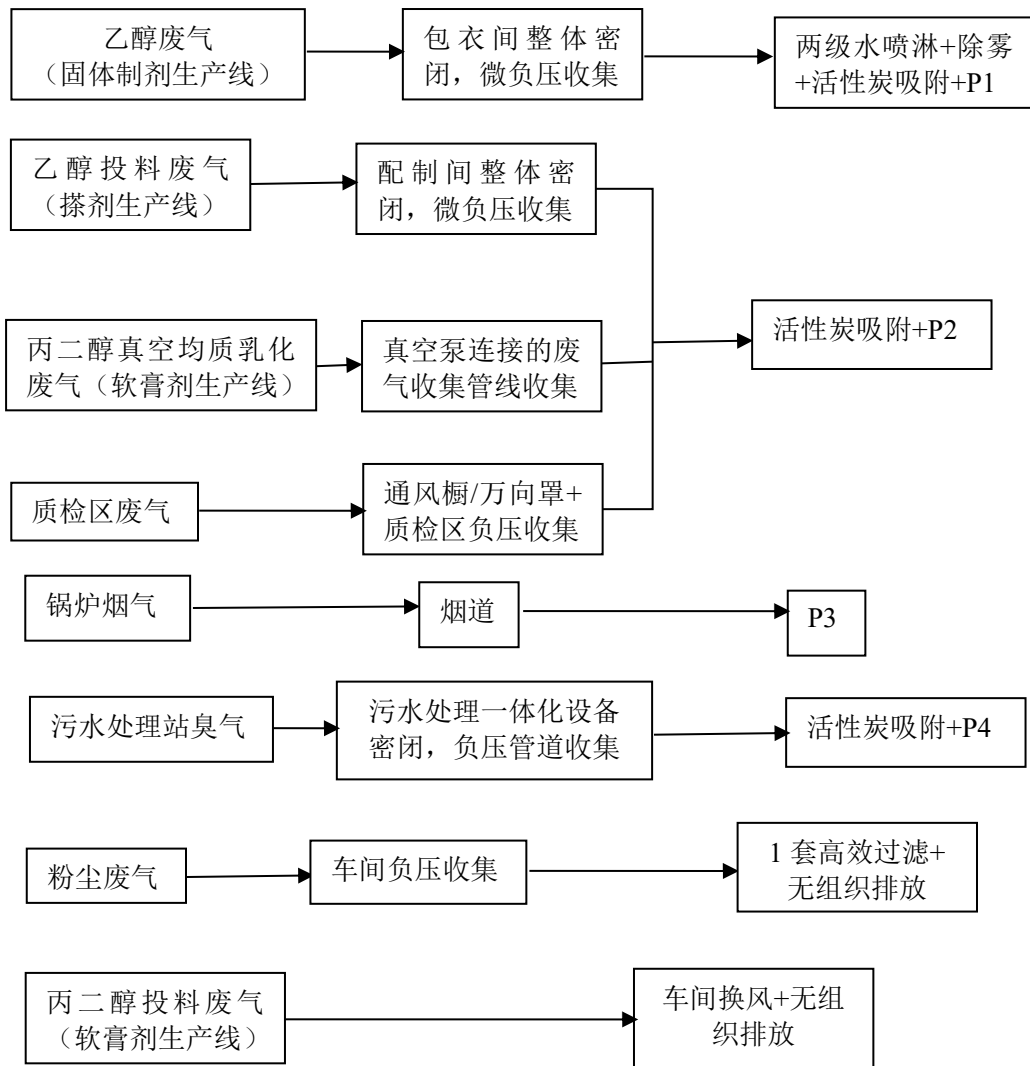 乙醇废气
（固体制剂生产线）
包衣间整体密
闭，微负压收集
两级水喷淋+除雾
+活性炭吸附+P1
乙醇投料废气
（搽剂生产线）
配制间整体密
闭，微负压收集
丙二醇真空均质乳化
废气（软膏剂生产线）
真空泵连接的废
气收集管线收集
活性炭吸附+P2
质检区废气
通风橱/万向罩+
质检区负压收集
锅炉烟气
烟道
P3
污水处理站臭气
污水处理一体化设备
密闭，负压管道收集
活性炭吸附+P4
粉尘废气
车间负压收集
1 套高效过滤+
无组织排放
丙二醇投料废气
（软膏剂生产线）
车间换风+无组
织排放